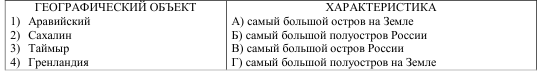 ГЕОГРАФИЧЕСКИЙ ОБЪЕКТ ХАРАКТЕРИСТИКА
1) Аравийский А) самый большой остров на Земле
2) Сахалин Б) самый большой полуостров России
3) Таймыр В) самый большой остров России
4) Гренландия Г) самый большой полуостров на Земле